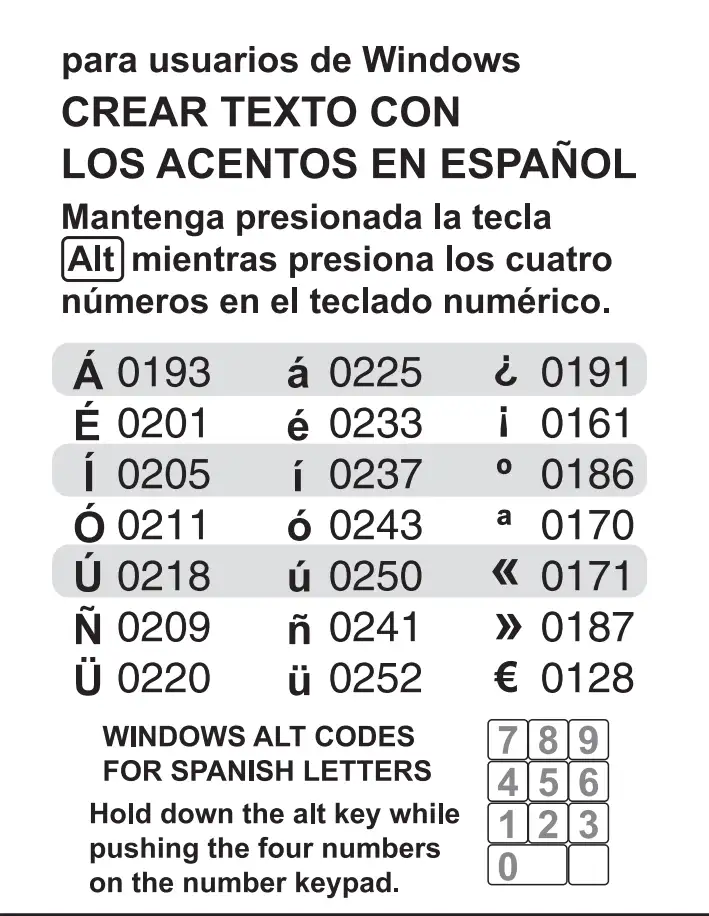 para usuarios de Windows
CREAR TEXTO CON
LOS ACENTOS EN ESPAÑOL
Mantenga presionada la tecla
Alt mientras presiona los cuatro
números en el teclado numérico.
Á 0193 á 0225 ¿ 0191
É 0201 é 0233 ¡ 0161
Í 0205 í 0237 º 0186
Ó 0211 ó 0243 ª 0170
Ú 0218 ú 0250 « 0171
Ñ 0209 ñ 0241 » 0187
Ü 0220 ü 0252 € 0128
WINDOWS ALT CODES
FOR SPANISH LETTERS
Hold down the alt key while
pushing the four numbers
on the number keypad.
7 8 9
4 5 6
1 2 3
0